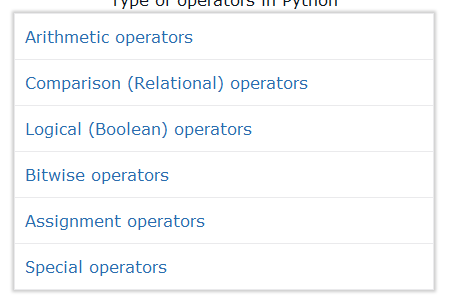 Type of operators in Python
Arithmetic operators
Comparison (Relational) operators
Logical (Boolean) operators
Bitwise operators
Assignment operators
Special operators